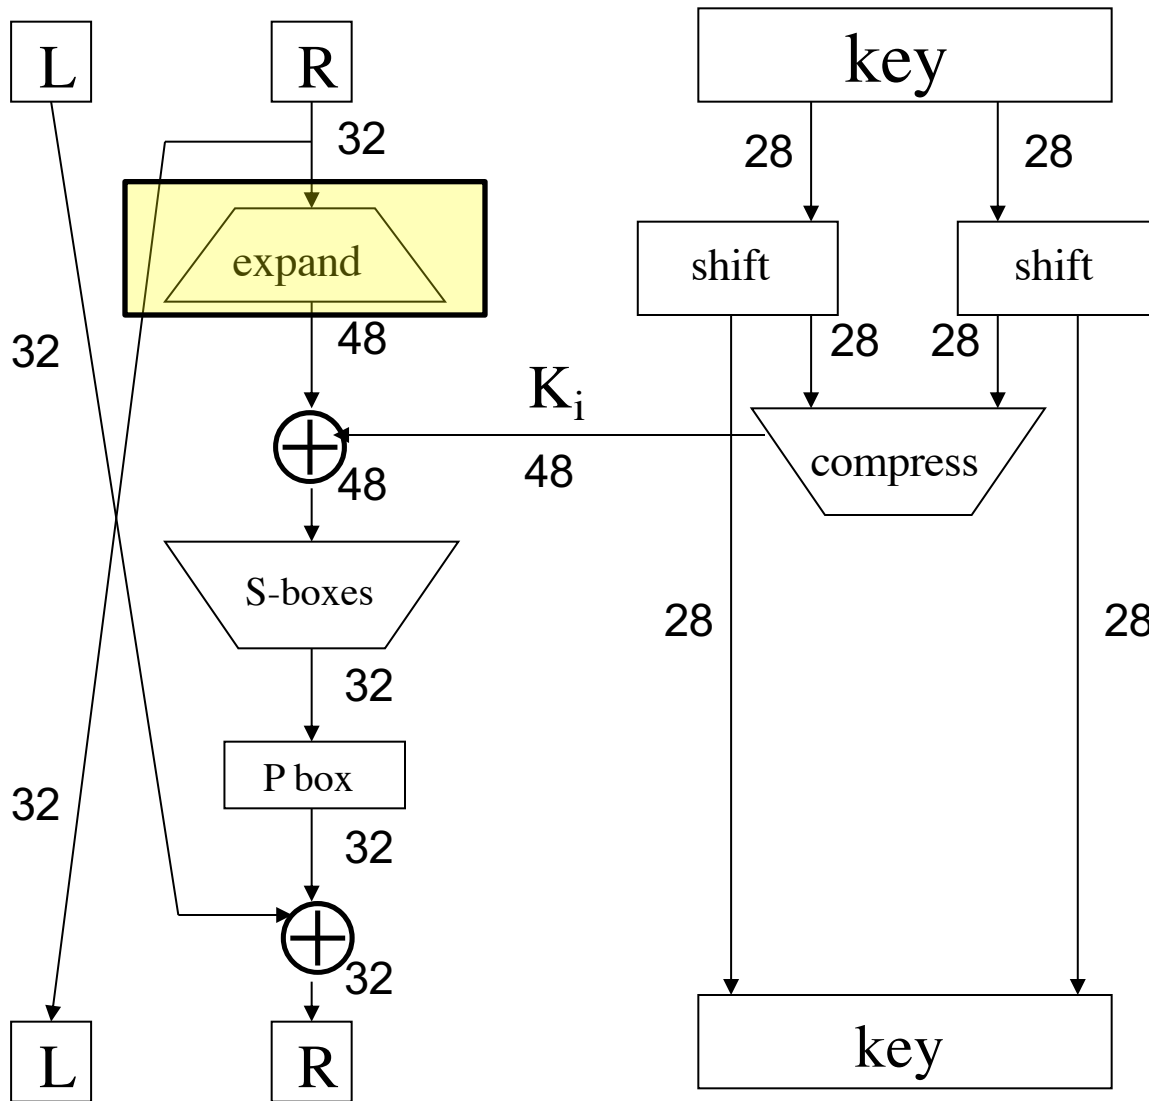 L R key
32 28 28
expand shift shift
32 48 28 28
Ki
48 48 compress
S-boxes
28 28
32
P box
32 32
32
L R key